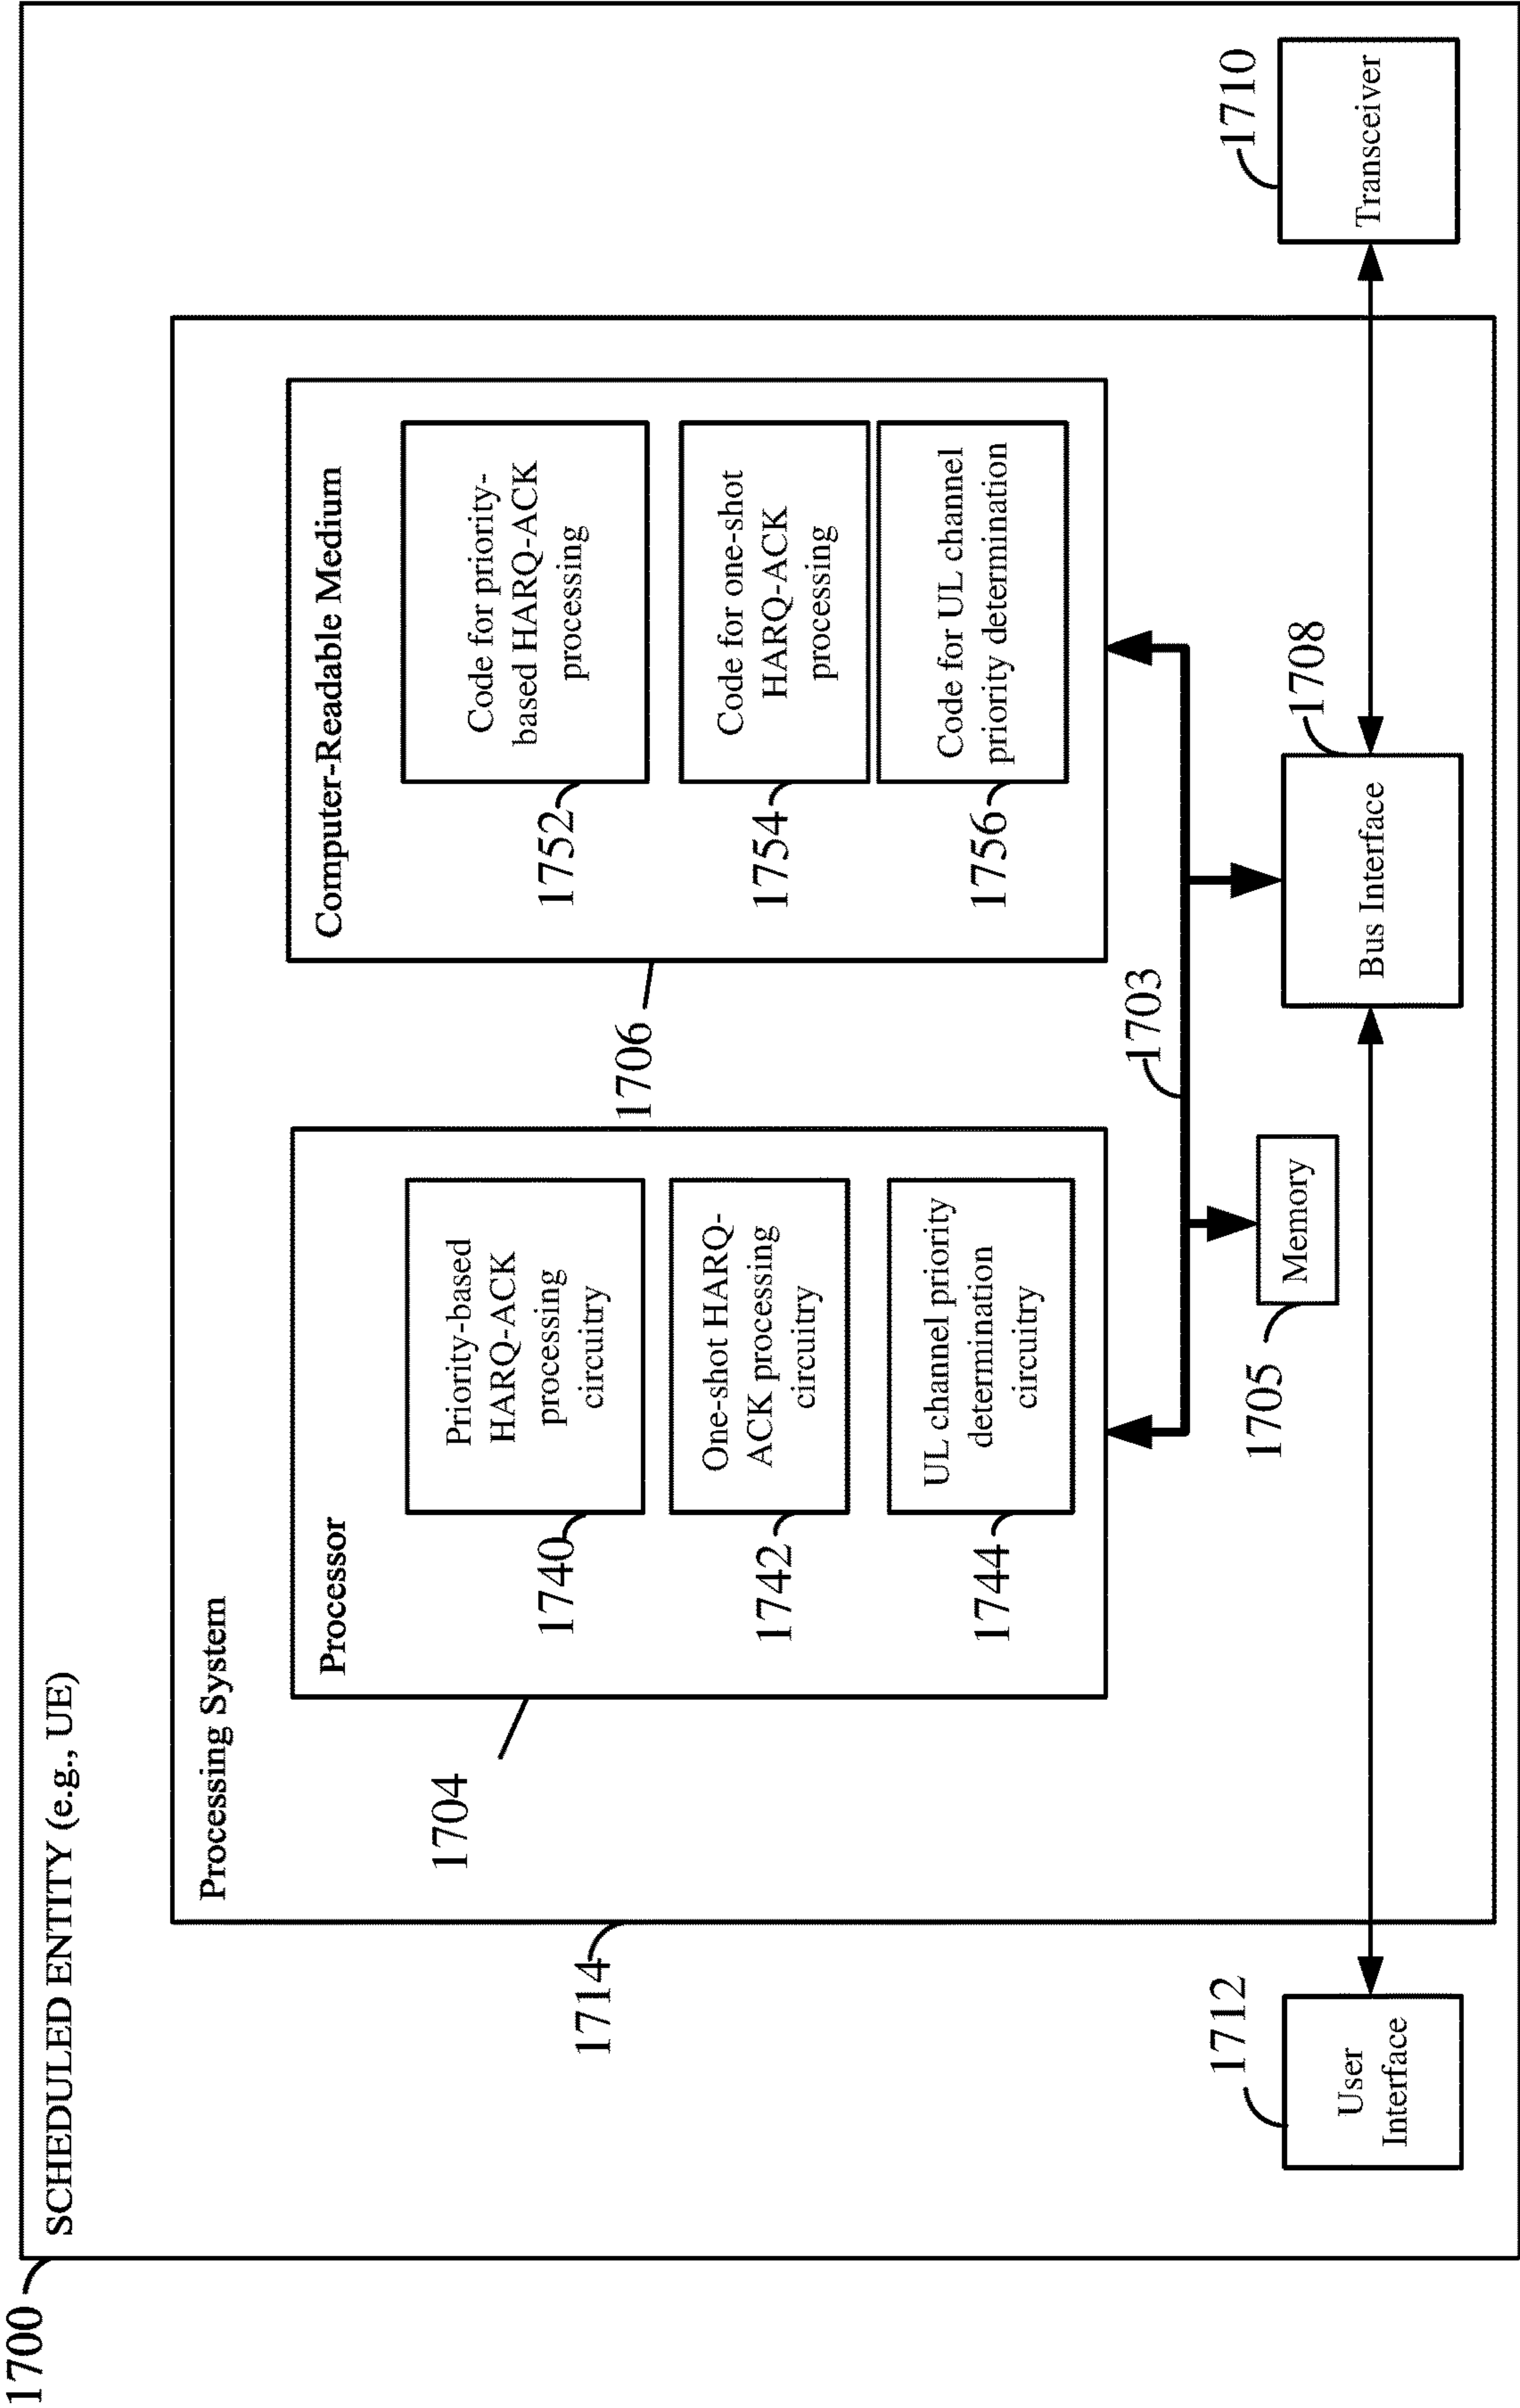 1700
SCHEDULED ENTITY (e.g., UE)
1714
Processing System
1704
Processor
1740
Priority-based
HARQ-ACK
processing
circuitry
1742
One-shot HARQ-
ACK processing
circuitry
1744
UL channel priority
determination
circuitry
1706
Computer-Readable Medium
1752
Code for priority-
based HARQ-ACK
processing
1754
Code for one-shot
HARQ-ACK
processing
1756
Code for UL channel
priority determination
1703
1705
Memory
1712
User
Interface
1708
Bus Interface
1710
Transceiver